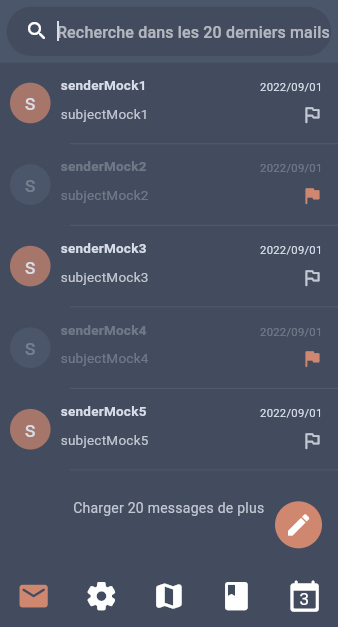 Recherche dans les 20 derniers mails
S
senderMock1
2022/09/01
subjectMock1
S
senderMock2
2022/09/01
subjectMock2
S
senderMock3
2022/09/01
subjectMock3
S
senderMock4
2022/09/01
subjectMock4
S
senderMock5
2022/09/01
subjectMock5
Charger 20 messages de plus
3